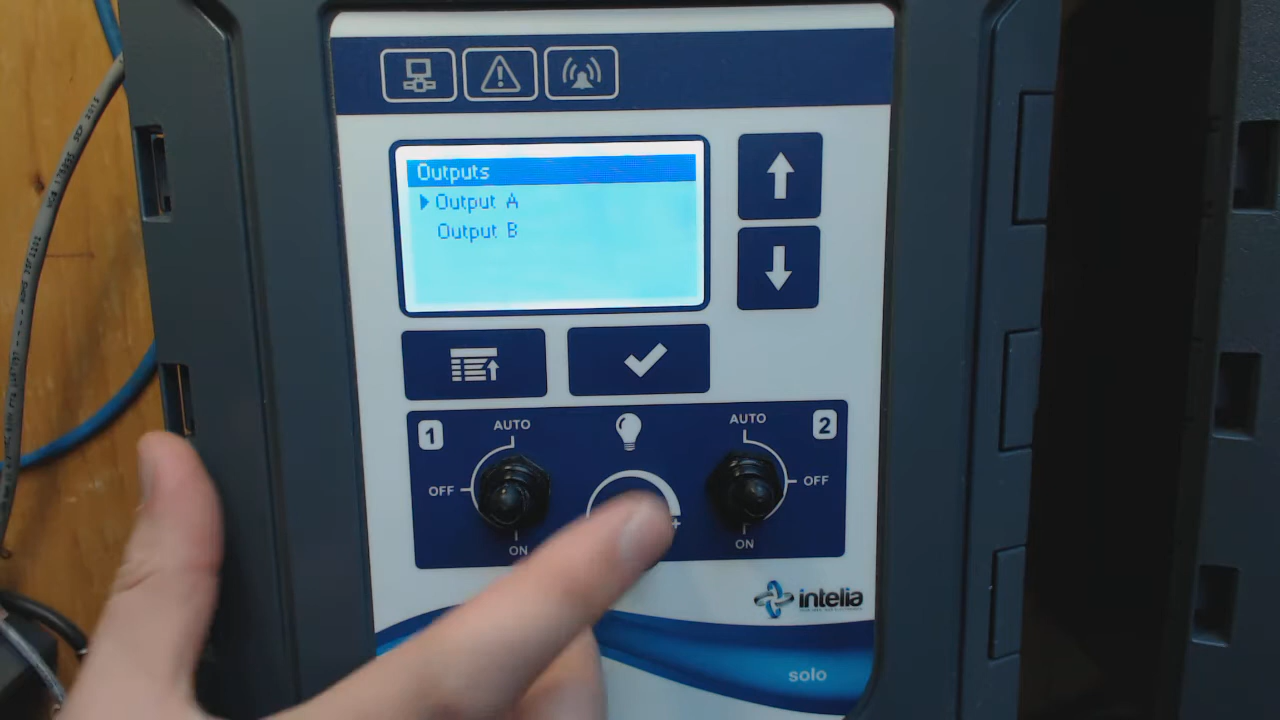 Outputs
Output A
Output B
1
AUTO
OFF
ON
+
AUTO
2
OFF
ON
intelia
solo